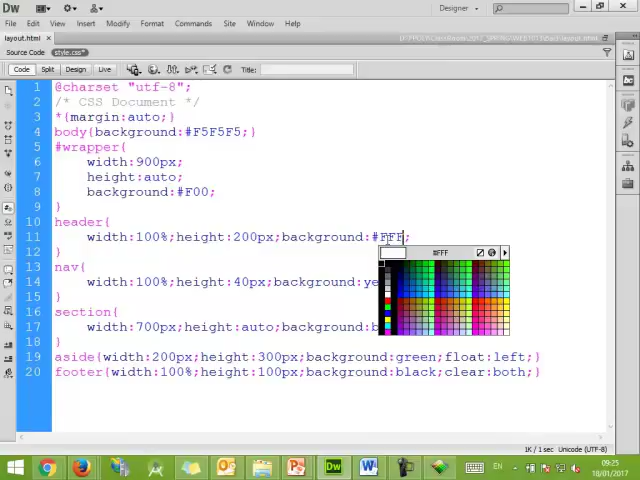 Dw
Designer
File Edit View Insert Modify Format Commands Site Window Help
layout.html ×
Source Code style.css*
Code Split Design Live Title:
1 @charset "utf-8";
2 /* CSS Document */
3 *{margin:auto;}
4 body{background:#F5F5F5;}
5 #wrapper{
6 width:900px;
7 height:auto;
8 background:#F00;
9 }
10 header{
11 width:100%;height:200px;background:#FFF;
12 }
#FFF
13 nav{
14 width:100%;height:40px;background:ye
15 }
16 section{
17 width:700px;height:auto;background:b
18 }
19 aside{width:200px;height:300px;background:green;float:left;}
20 footer{width:100%;height:100px;background:black;clear:both;}
1K / 1 sec Unicode (UTF-8)
EN
09:25
18/01/2017